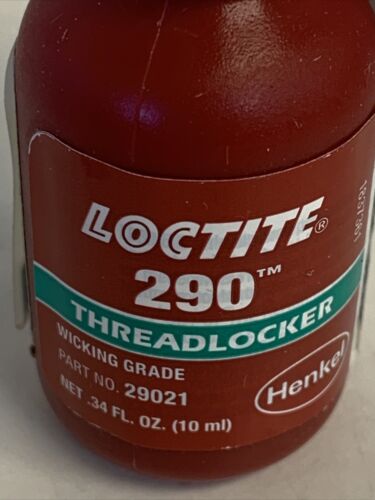 LOCTITE®
290™
THREADLOCKER
WICKING GRADE
PART NO. 29021
NET .34 FL. OZ. (10 ml)
Henkel